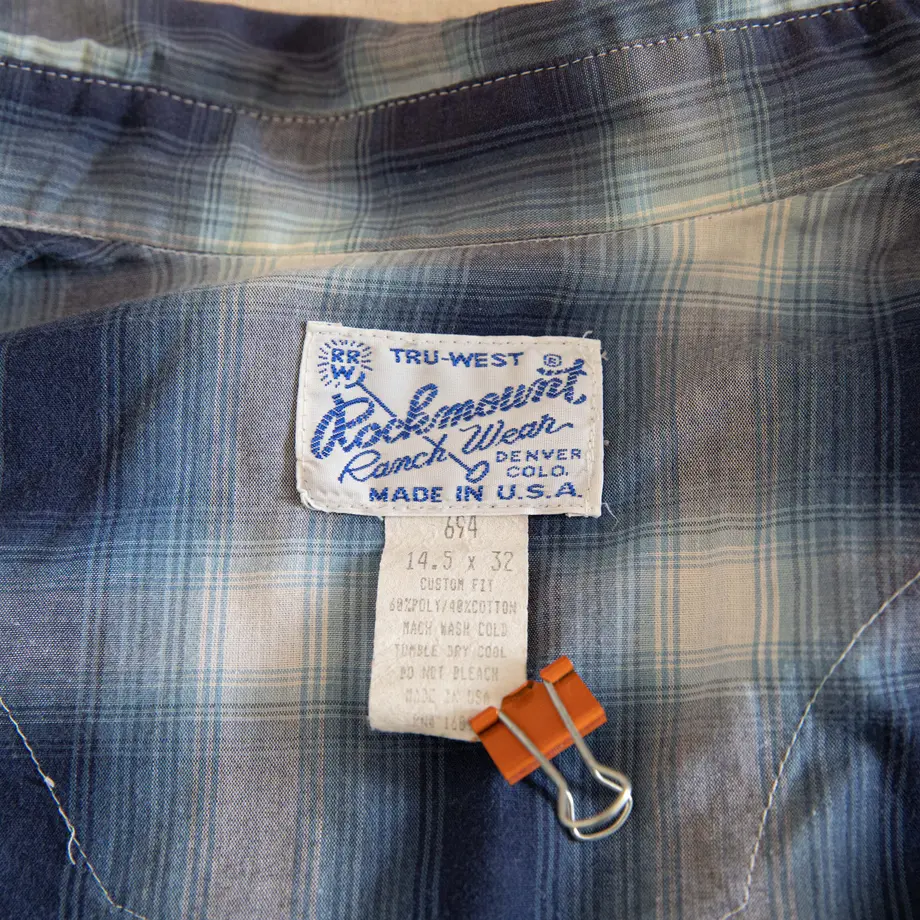 RR
W
TRU-WEST ®
Rockmount
Ranch Wear
DENVER
COLO.
MADE IN U.S.A.
694
14.5 x 32
CUSTOM FIT
60%POLY/40%COTTON
MACH WASH COLD
TUMBLE DRY COOL
DO NOT BLEACH
MADE IN USA